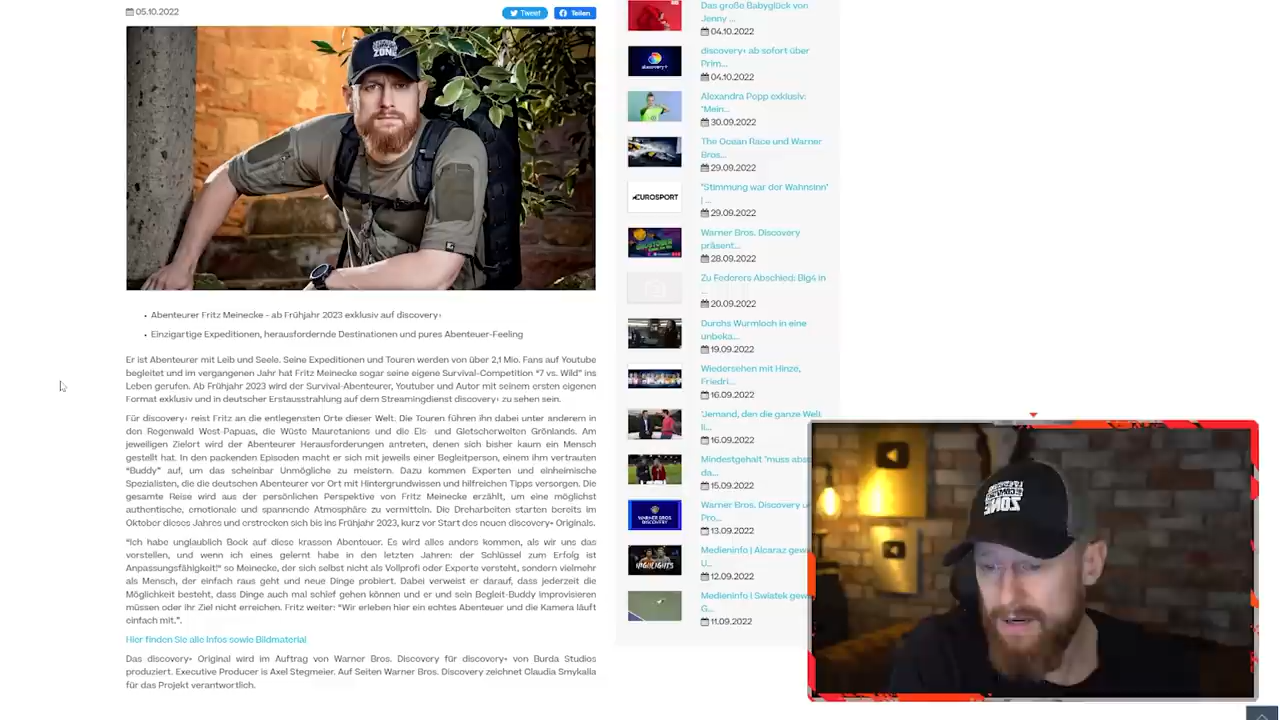 05.10.2022
Tweet
Teilen
ZONE
Abenteurer Fritz Meinecke - ab Frühjahr 2023 exklusiv auf discovery+
Einzigartige Expeditionen, herausfordernde Destinationen und pures Abenteuer-Feeling
Er ist Abenteurer mit Leib und Seele. Seine Expeditionen und Touren werden von über 2,1 Mio. Fans auf Youtube
begleitet und im vergangenen Jahr hat Fritz Meinecke sogar seine eigene Survival-Competition "7 vs. Wild" ins
Leben gerufen. Ab Frühjahr 2023 wird der Survival-Abenteurer, Youtuber und Autor mit seinem ersten eigenen
Format exklusiv und in deutscher Erstausstrahlung auf dem Streamingdienst discovery+ zu sehen sein.
Für discovery+ reist Fritz an die entlegensten Orte dieser Welt. Die Touren führen ihn dabei unter anderem in
den Regenwald West-Papuas, die Wüste Mauretaniens und die Eis- und Gletscherwelten Grönlands. Am
jeweiligen Zielort wird der Abenteurer Herausforderungen antreten, denen sich bisher kaum ein Mensch
gestellt hat. In den packenden Episoden macht er sich mit jeweils einer Begleitperson, einem ihm vertrauten
"Buddy" auf, um das scheinbar Unmögliche zu meistern. Dazu kommen Experten und einheimische
Spezialisten, die die deutschen Abenteurer vor Ort mit Hintergrundwissen und hilfreichen Tipps versorgen. Die
gesamte Reise wird aus der persönlichen Perspektive von Fritz Meinecke erzählt, um eine möglichst
authentische, emotionale und spannende Atmosphäre zu vermitteln. Die Dreharbeiten starten bereits im
Oktober dieses Jahres und erstrecken sich bis ins Frühjahr 2023, kurz vor Start des neuen discovery+ Originals.
"Ich habe unglaublich Bock auf diese krassen Abenteuer. Es wird alles anders kommen, als wir uns das
vorstellen, und wenn ich eines gelernt habe in den letzten Jahren: der Schlüssel zum Erfolg ist
Anpassungsfähigkeit!" so Meinecke, der sich selbst nicht als Vollprofi oder Experte versteht, sondern vielmehr
als Mensch, der einfach raus geht und neue Dinge probiert. Dabei verweist er darauf, dass jederzeit die
Möglichkeit besteht, dass Dinge auch mal schief gehen können und er und sein Begleit-Buddy improvisieren
müssen oder ihr Ziel nicht erreichen. Fritz weiter: "Wir erleben hier ein echtes Abenteuer und die Kamera läuft
einfach mit.".
Hier finden Sie alle Infos sowie Bildmaterial
Das discovery+ Original wird im Auftrag von Warner Bros. Discovery für discovery+ von Burda Studios
produziert. Executive Producer is Axel Stegmeier. Auf Seiten Warner Bros. Discovery zeichnet Claudia Smykalla
für das Projekt verantwortlich.
Das große Babyglück von
Jenny ...
04.10.2022
discovery+
discovery+ ab sofort über
Prim...
04.10.2022
Alexandra Popp exklusiv:
"Mein...
30.09.2022
The Ocean Race und Warner
Bros...
29.09.2022
EUROSPORT
"Stimmung war der Wahnsinn"
| ...
29.09.2022
Warner Bros. Discovery
präsent...
28.09.2022
Zu Federers Abschied: Big4 in
...
20.09.2022
Durchs Wurmloch in eine
unbeka...
19.09.2022
Wiedersehen mit Hinze,
Friedri...
16.09.2022
"Jemand, den die ganze Welt
li...
16.09.2022
Mindestgehalt "muss abso
da...
15.09.2022
WARNER BROS.
DISCOVERY
Warner Bros. Discovery u
Pro...
13.09.2022
HIGHLIGHTS
Medieninfo | Alcaraz gew
U...
12.09.2022
Medieninfo | Swiatek gew
G...
11.09.2022
ZONE